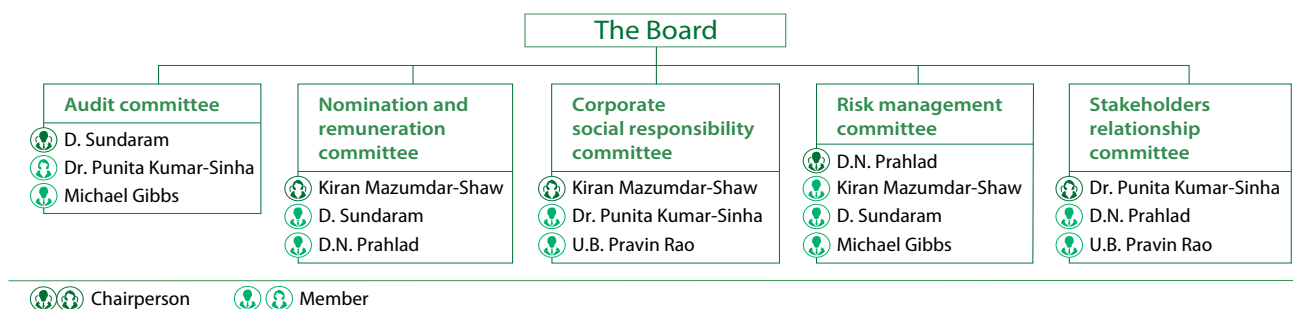 The Board
Audit committee
D. Sundaram
Dr. Punita Kumar-Sinha
Michael Gibbs
Nomination and
remuneration
committee
Kiran Mazumdar-Shaw
D. Sundaram
D.N. Prahlad
Corporate
social responsibility
committee
Kiran Mazumdar-Shaw
Dr. Punita Kumar-Sinha
U.B. Pravin Rao
Risk management
committee
D.N. Prahlad
Kiran Mazumdar-Shaw
D. Sundaram
Michael Gibbs
Stakeholders
relationship
committee
Dr. Punita Kumar-Sinha
D.N. Prahlad
U.B. Pravin Rao
Chairperson
Member